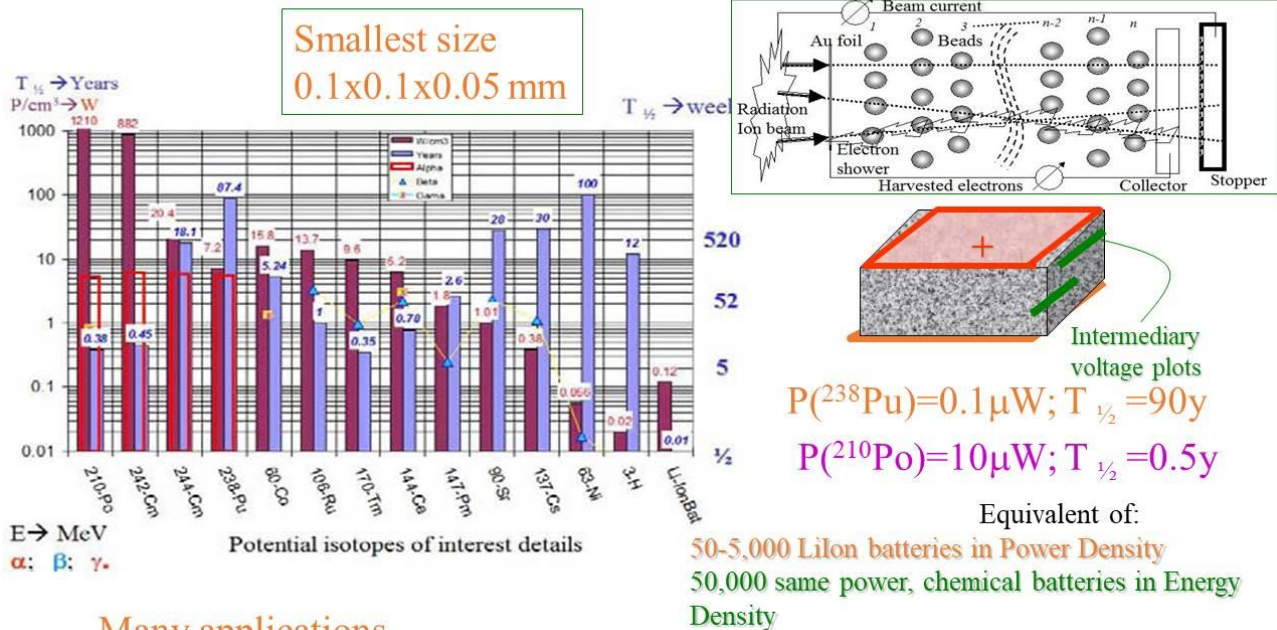 Smallest size
0.1x0.1x0.05 mm
T ½ → Years
P/cm³→ W
T ½ → week
1000
100
10
1
0.1
0.01
1210
882
20.4
18.1
7.2
87.4
15.8
5.24
13.7
1
9.6
0.35
5.2
0.78
1.8
2.6
1.01
28
0.38
30
0.066
100
0.02
12
0.12
0.01
0.38
0.45
W/cm3
Years
Alpha
Beta
Gama
520
52
5
½
210-Po
242-Cm
244-Cm
238-Pu
60-Co
106-Ru
170-Tm
144-Ce
147-Pm
90-Sr
137-Cs
63-Ni
3-H
Li-IonBat
E→ MeV
α; β; γ.
Potential isotopes of interest details
Beam current
1 2 3 n-2 n-1 n
Au foil
Beads
Radiation
Ion beam
Electron
shower
Harvested electrons
Collector
Stopper
+
Intermediary
voltage plots
P(²³⁸Pu)=0.1µW; T ½ =90y
P(²¹⁰Po)=10µW; T ½ =0.5y
Equivalent of:
50-5,000 LiIon batteries in Power Density
50,000 same power, chemical batteries in Energy
Density
Many applications